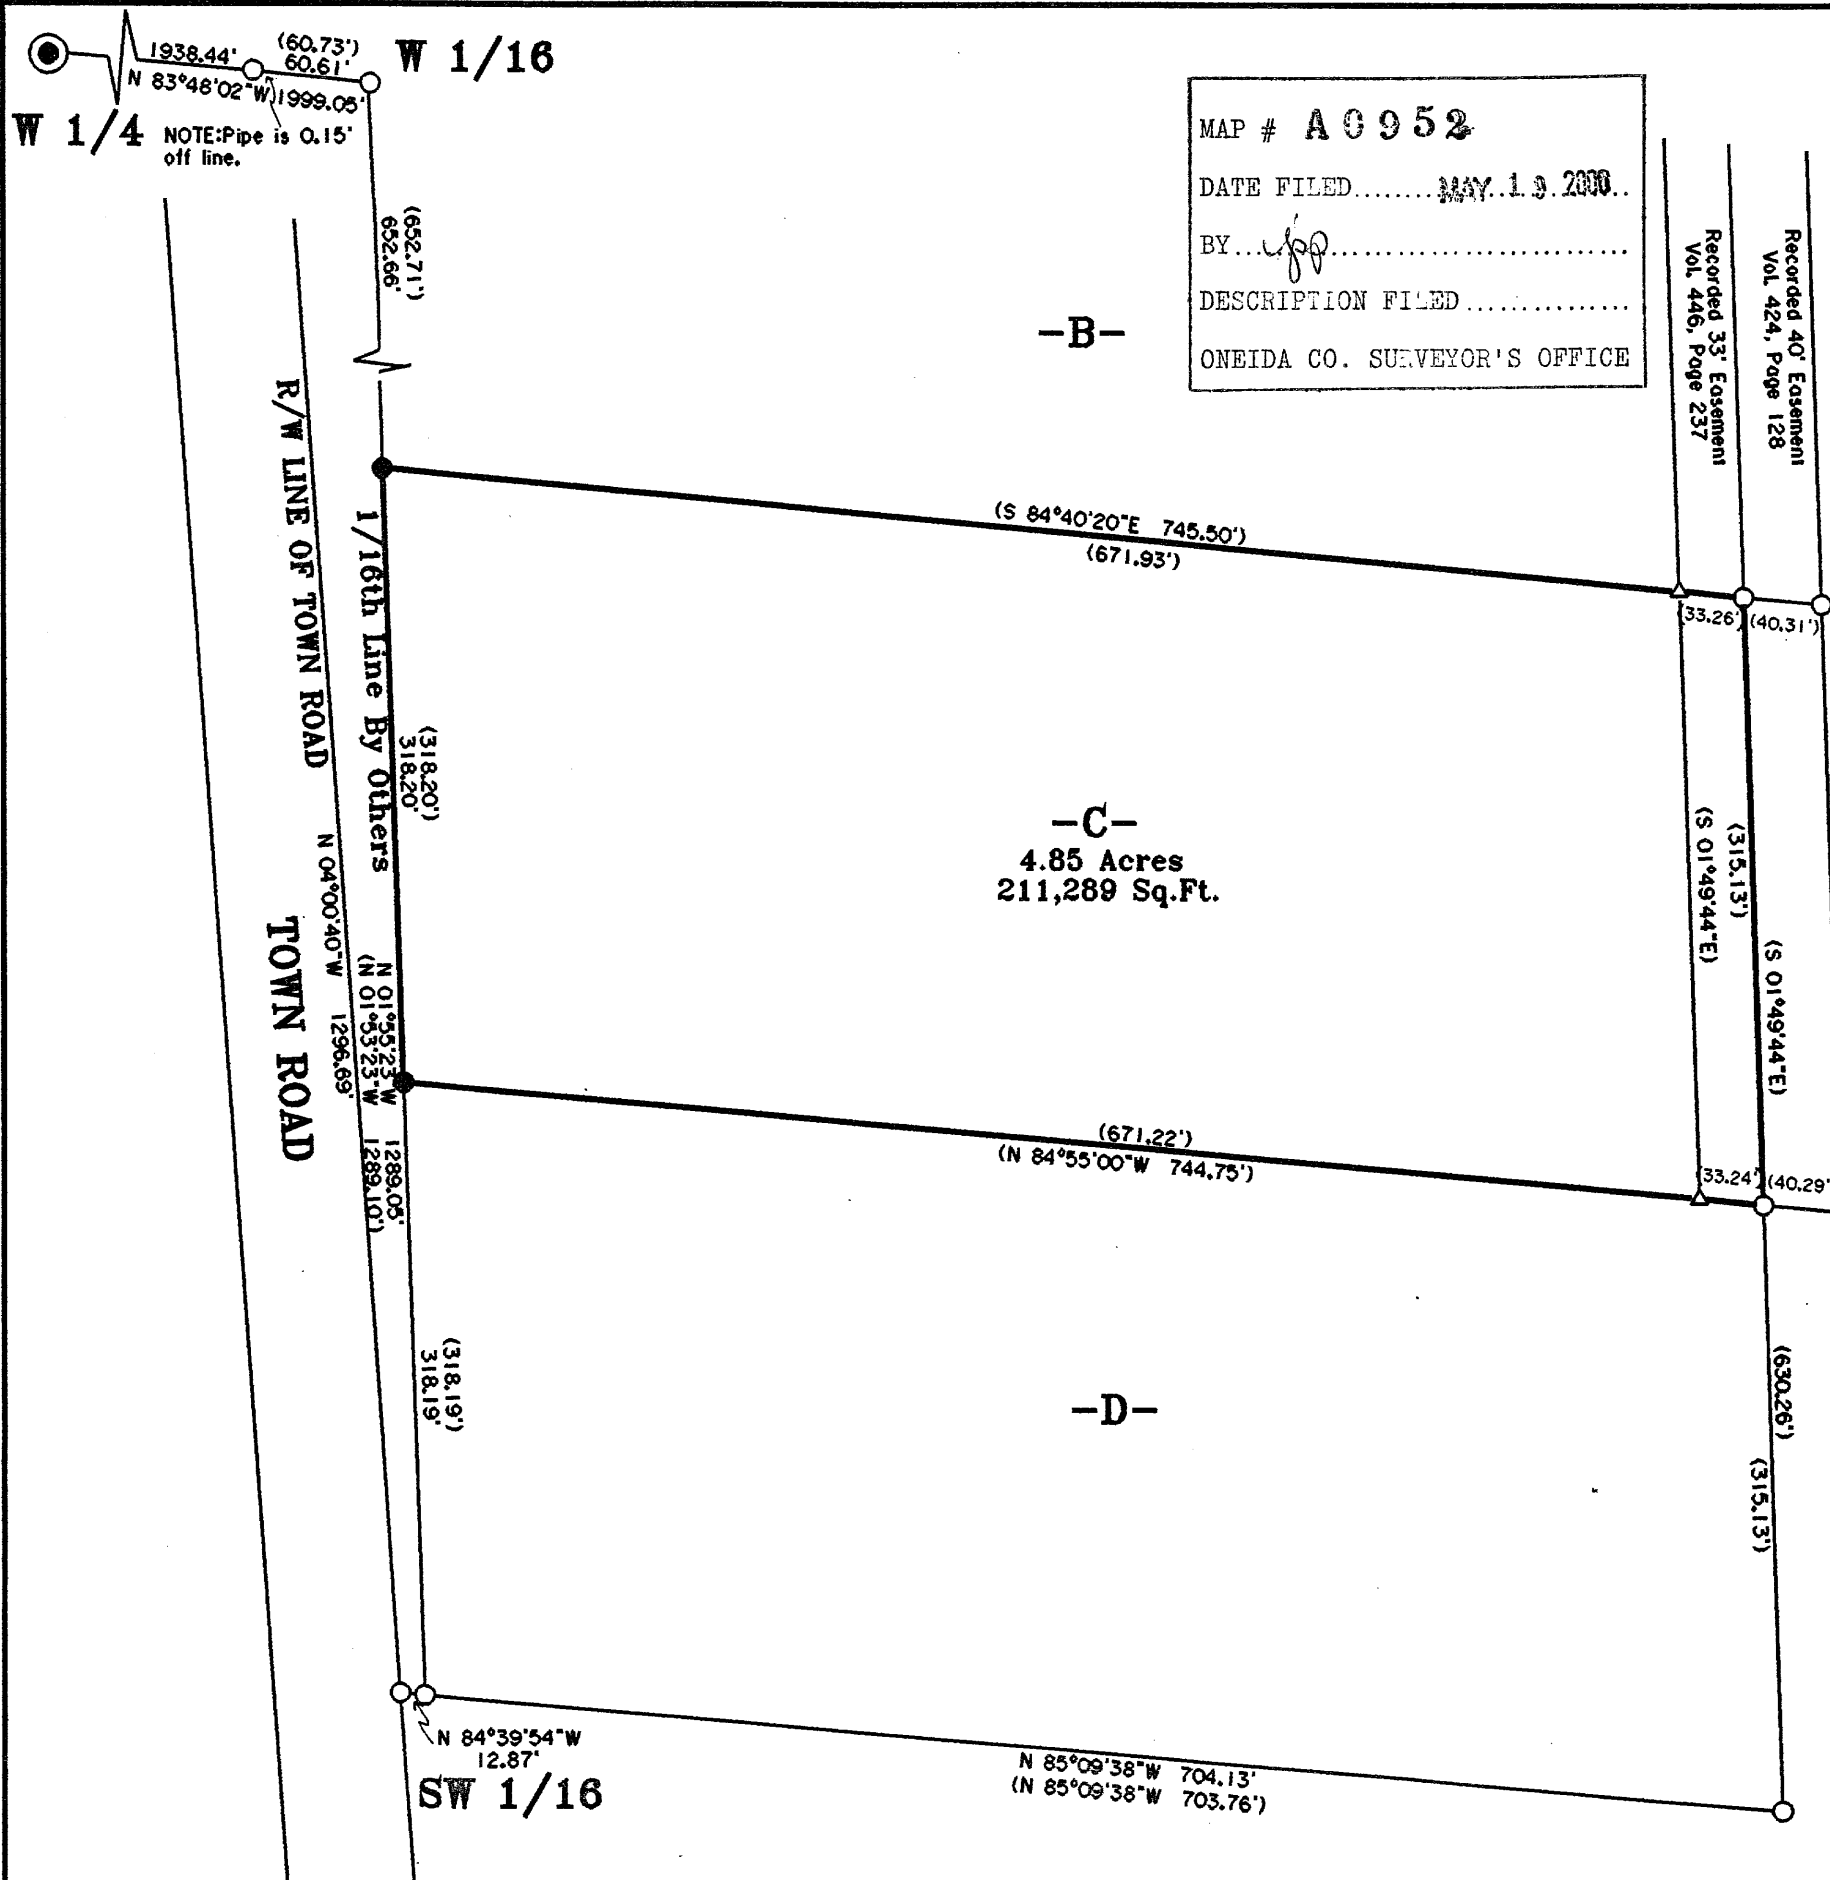 1938.44'
(60.73')
60.61'
W 1/16
N 83°48'02"W
1999.05'
W 1/4
NOTE:Pipe is 0.15'
off line.
MAP # A0952
DATE FILED........MAY 19 2000..
BY.............................
DESCRIPTION FILED...............
ONEIDA CO. SURVEYOR'S OFFICE
Recorded 33' Easement
Vol. 446, Page 237
Recorded 40' Easement
Vol. 424, Page 128
(652.71')
652.66'
-B-
R/W LINE OF TOWN ROAD
1/16th Line By Others
(S 84°40'20"E 745.50')
(671.93')
(33.26')
(40.31')
(318.20')
318.20'
-C-
4.85 Acres
211,289 Sq.Ft.
(S 01°49'44"E)
(315.13')
(S 01°49'44"E)
N 04°00'40"W 1296.69'
TOWN ROAD
N 01°55'23"W 1289.05'
(N 01°53'23"W 1289.10')
(671.22')
(N 84°55'00"W 744.75')
(33.24')
(40.29'
(318.19')
318.19'
-D-
(630.26')
(315.13')
N 84°39'54"W
12.87'
SW 1/16
N 85°09'38"W 704.13'
(N 85°09'38"W 703.76')